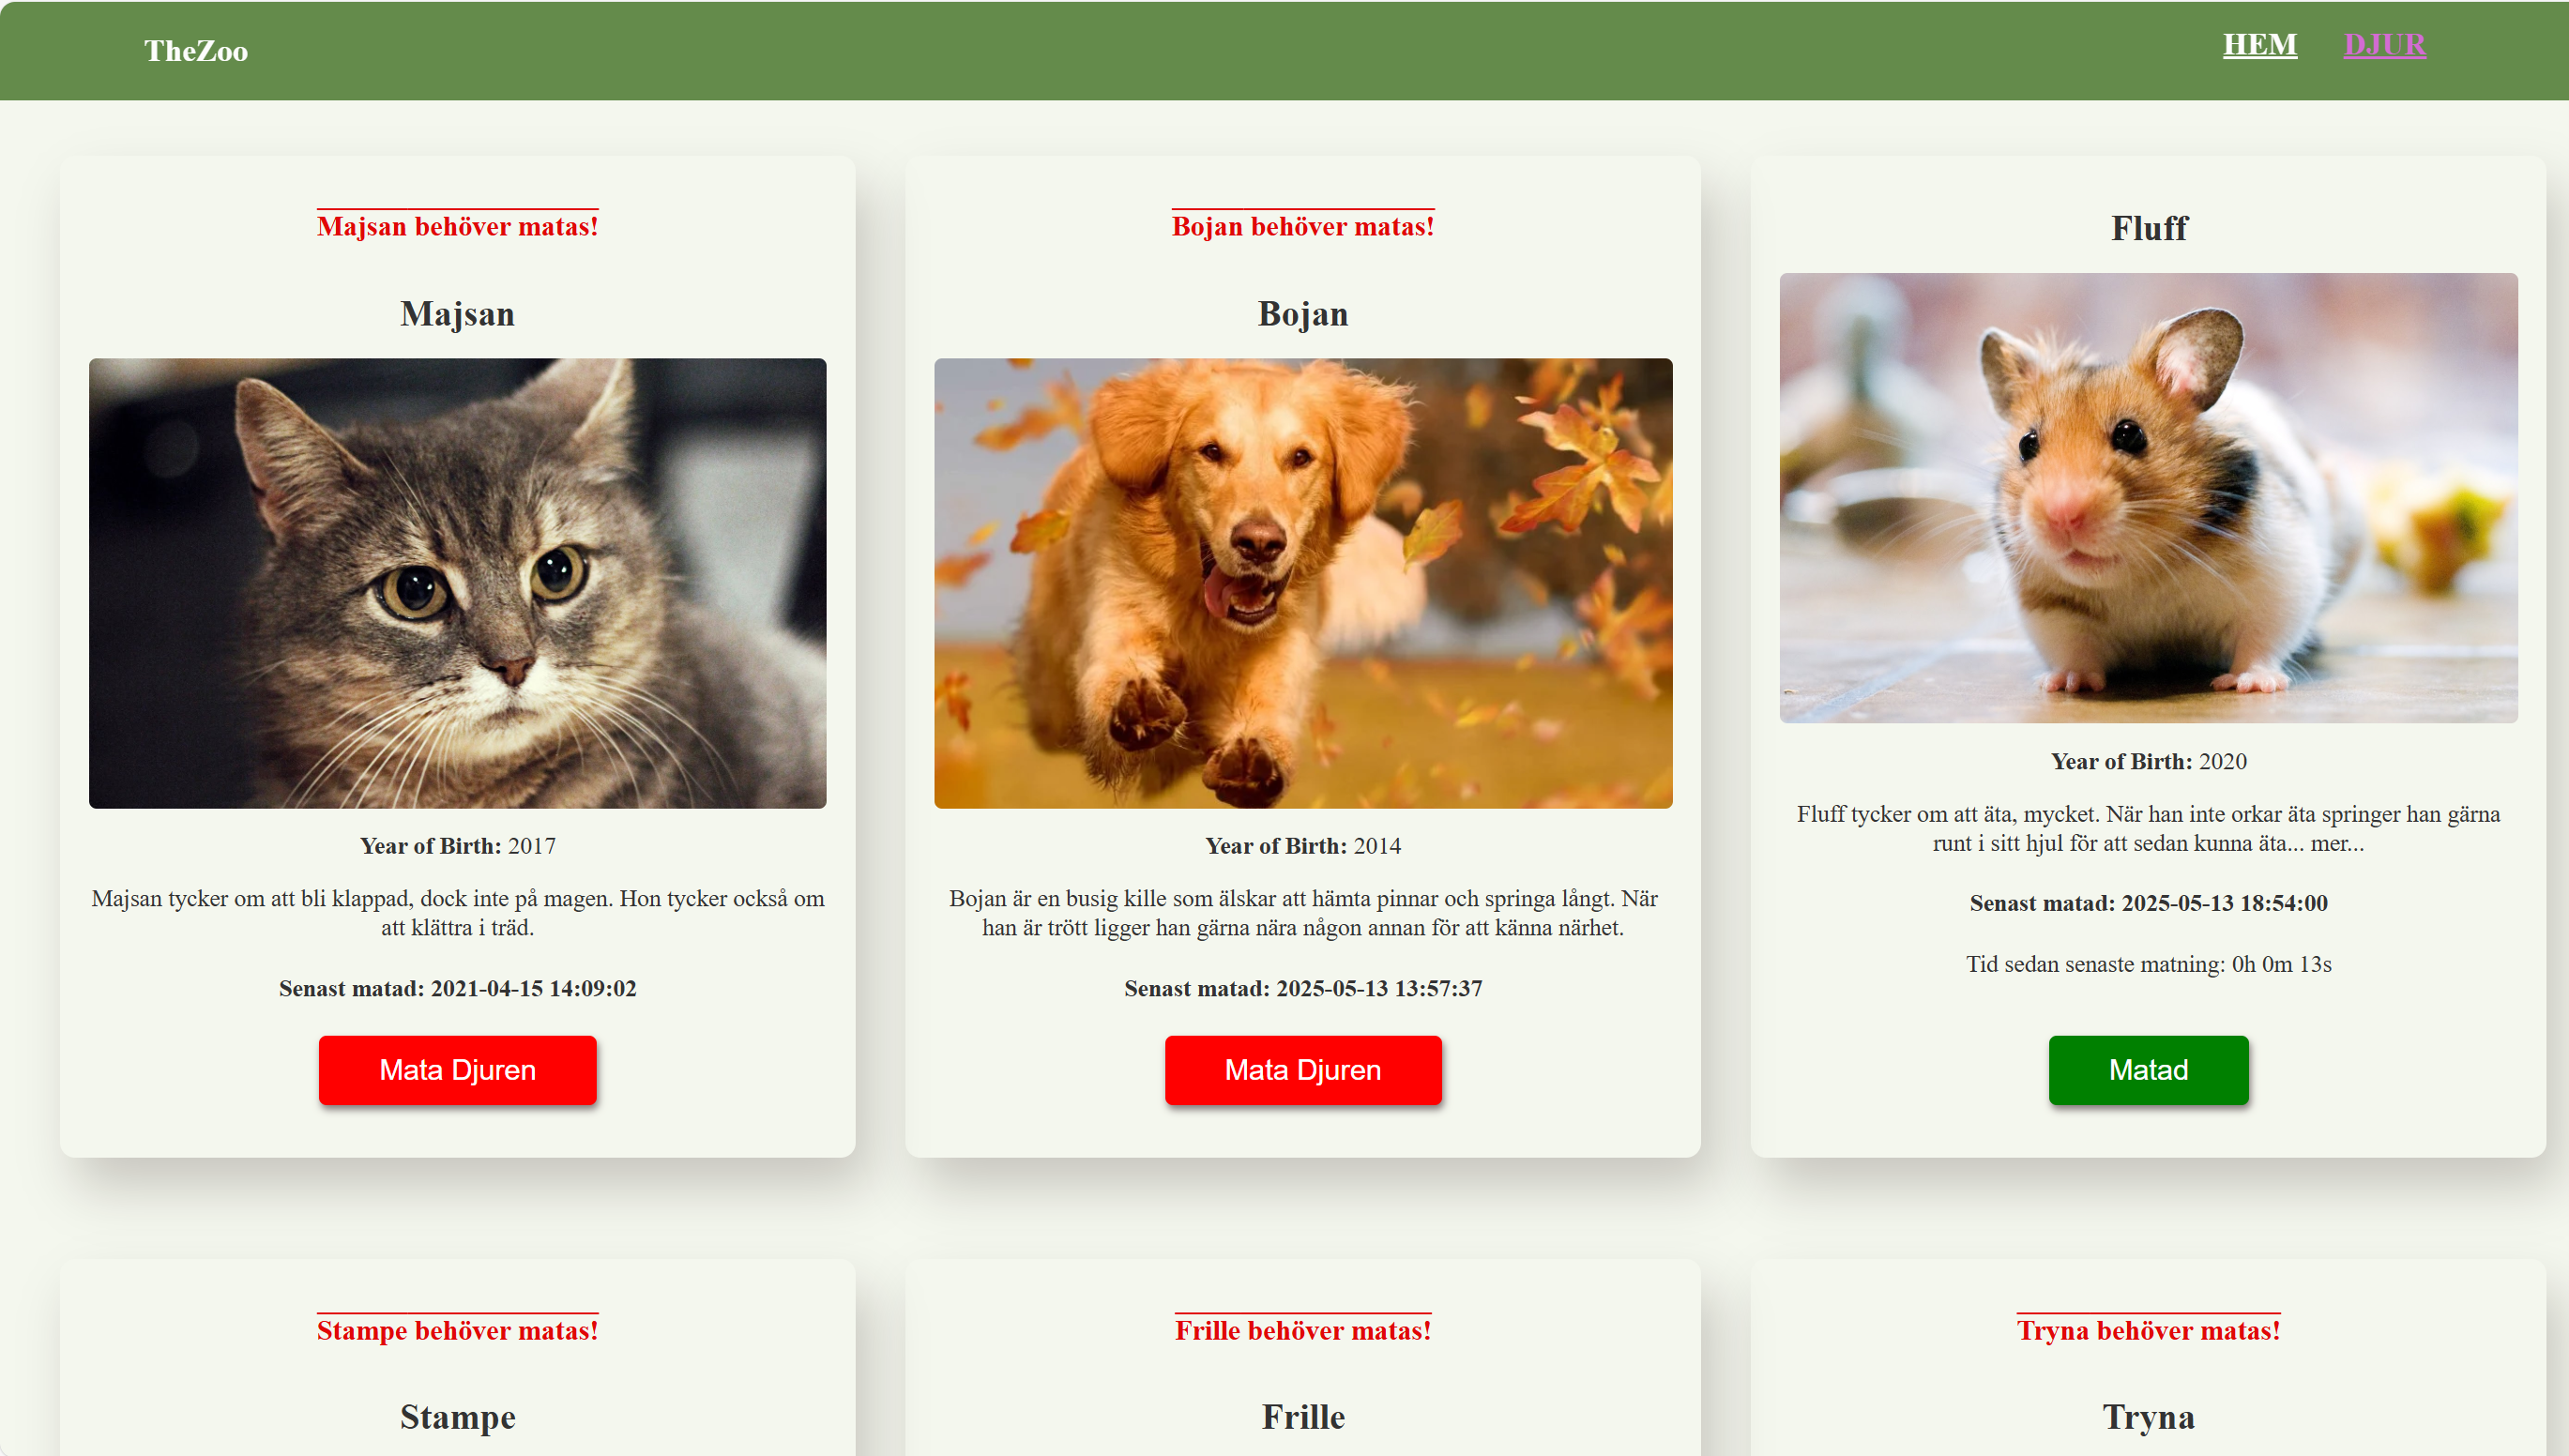 TheZoo
HEM DJUR
Majsan behöver matas!
Majsan
Year of Birth: 2017
Majsan tycker om att bli klappad, dock inte på magen. Hon tycker också om
att klättra i träd.
Senast matad: 2021-04-15 14:09:02
Mata Djuren
Bojan behöver matas!
Bojan
Year of Birth: 2014
Bojan är en busig kille som älskar att hämta pinnar och springa långt. När
han är trött ligger han gärna nära någon annan för att känna närhet.
Senast matad: 2025-05-13 13:57:37
Mata Djuren
Fluff
Year of Birth: 2020
Fluff tycker om att äta, mycket. När han inte orkar äta springer han gärna
runt i sitt hjul för att sedan kunna äta... mer...
Senast matad: 2025-05-13 18:54:00
Tid sedan senaste matning: 0h 0m 13s
Matad
Stampe behöver matas!
Stampe
Frille behöver matas!
Frille
Tryna behöver matas!
Tryna